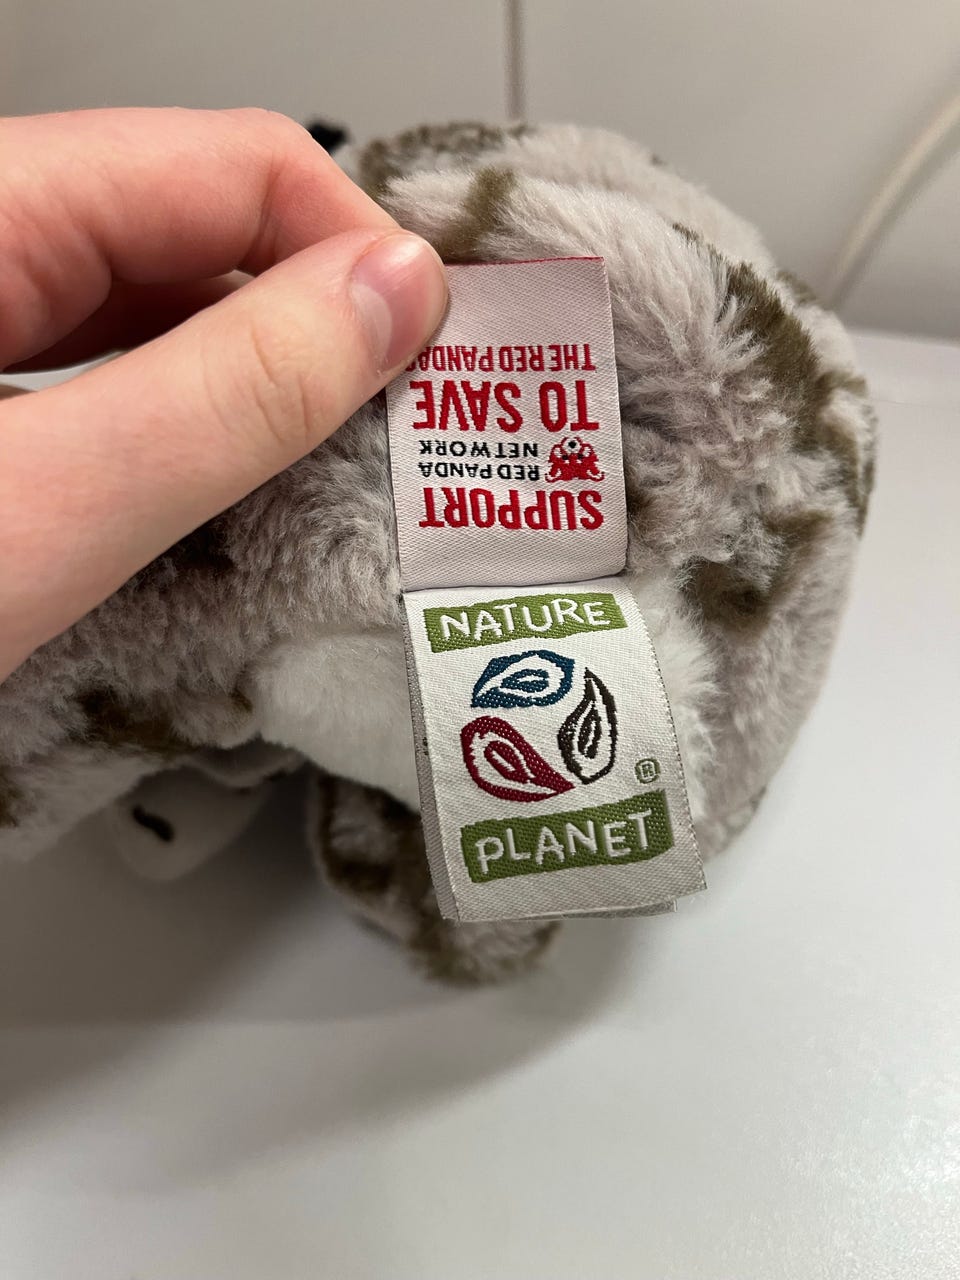 SUPPORT
RED PANDA
NETWORK
TO SAVE
THE RED PANDA
NATURE
®
PLANET